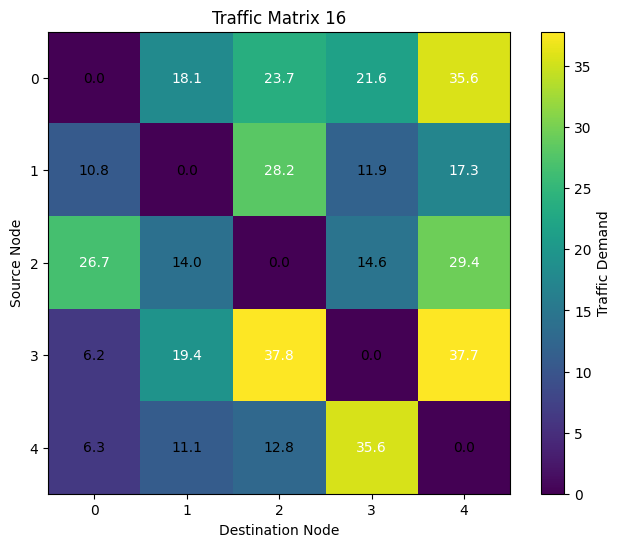 Traffic Matrix 16
Source Node
0 0.0 18.1 23.7 21.6 35.6
1 10.8 0.0 28.2 11.9 17.3
2 26.7 14.0 0.0 14.6 29.4
3 6.2 19.4 37.8 0.0 37.7
4 6.3 11.1 12.8 35.6 0.0
0 1 2 3 4
Destination Node
35
30
25
20
15
10
5
0
Traffic Demand